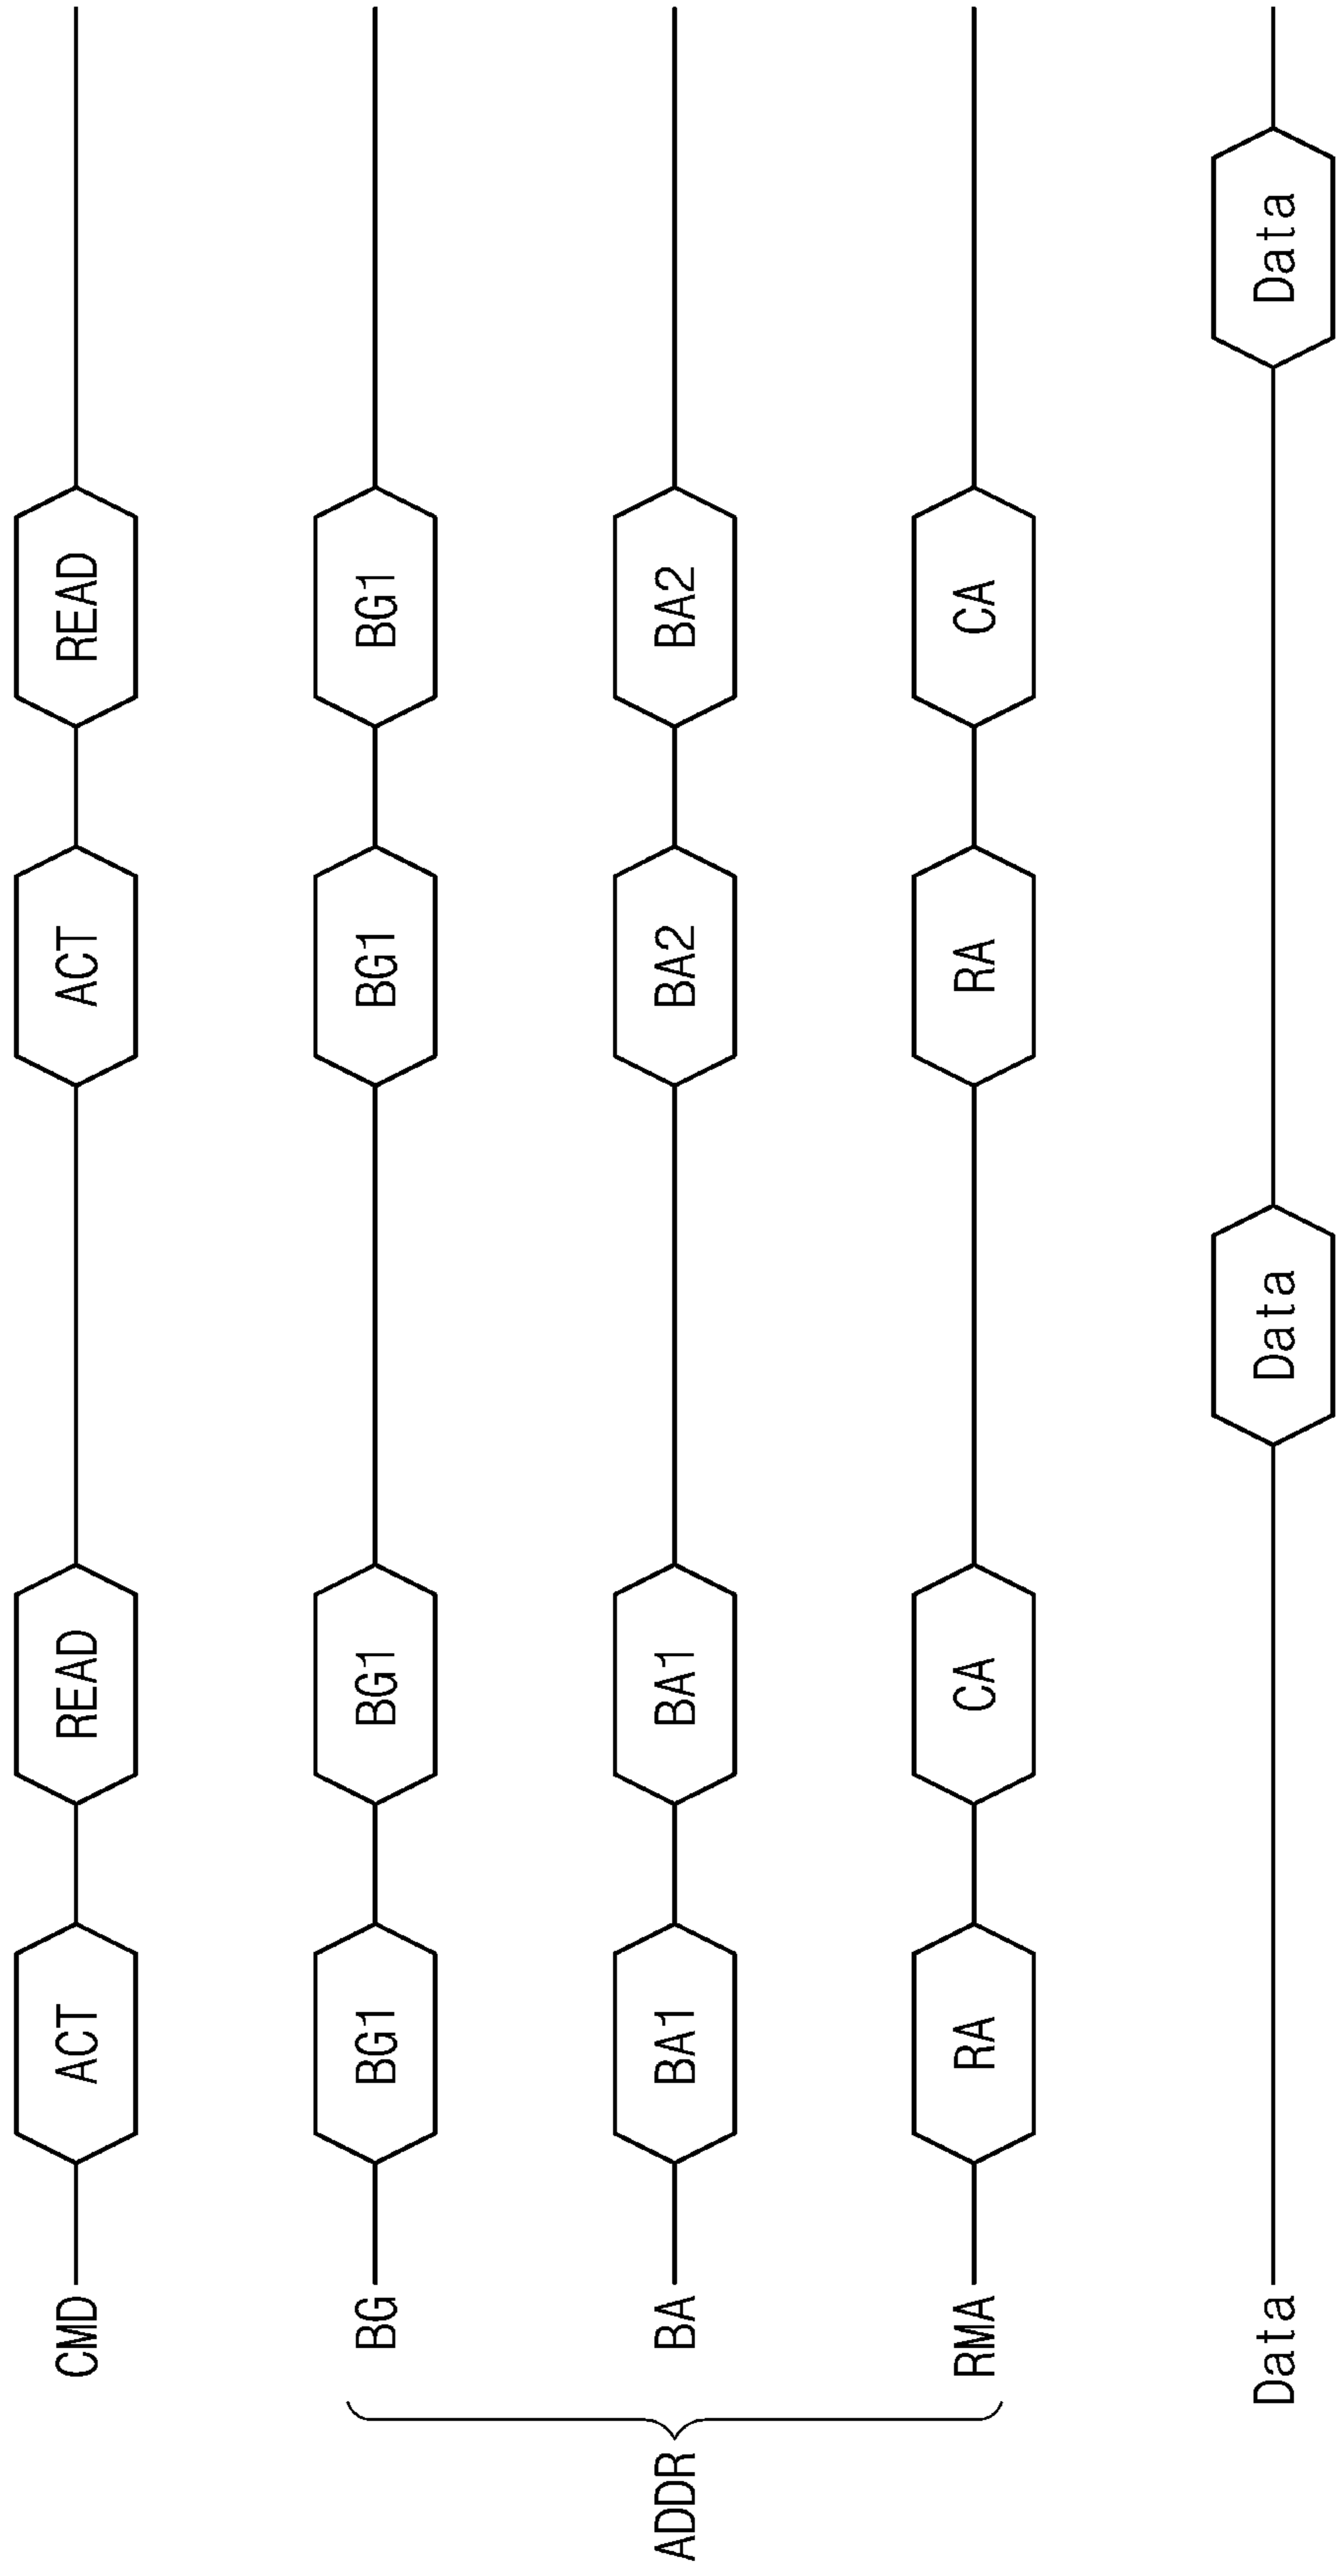 CMD ACT READ ACT READ
BG BG1 BG1 BG1 BG1
ADDR BA BA1 BA1 BA2 BA2
RMA RA CA RA CA
Data Data Data